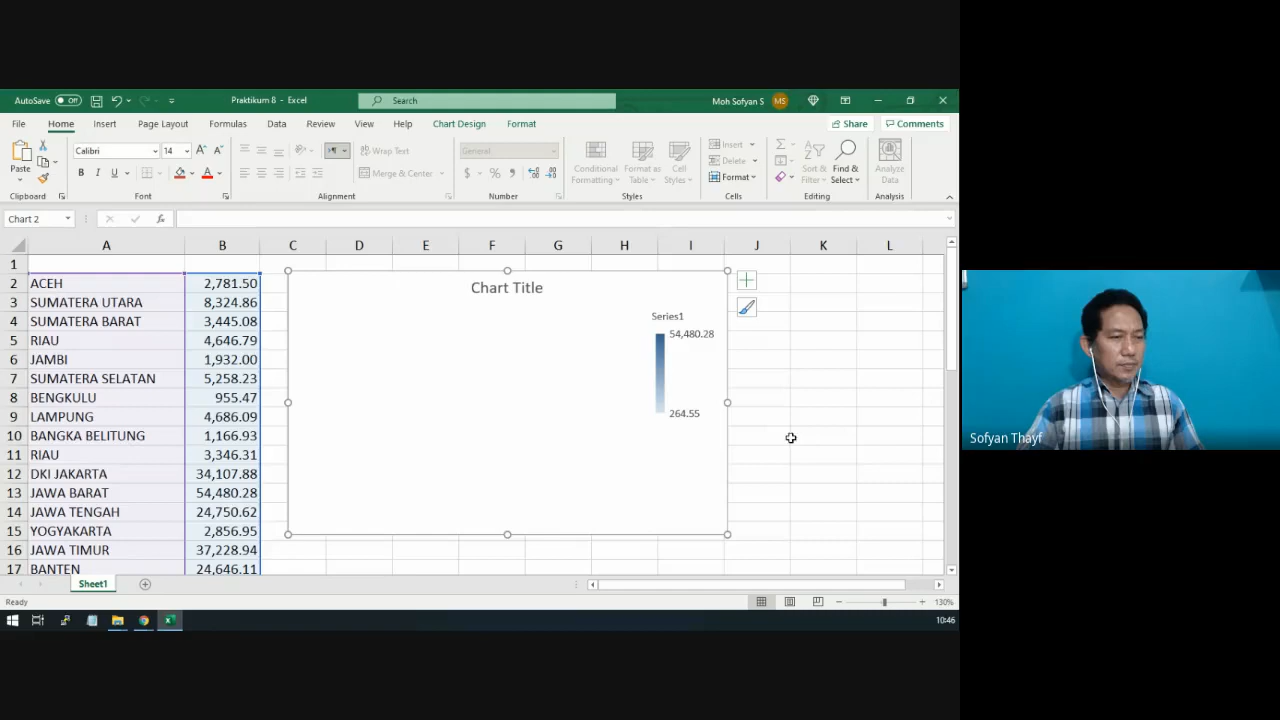 AutoSave Off
Praktikum 8 - Excel
Search
Moh Sofyan S MS
File Home Insert Page Layout Formulas Data Review View Help Chart Design Format
Share Comments
Paste
Calibri 14
B I U
Wrap Text
Merge & Center
General
Conditional Formatting
Format as Table
Cell Styles
Insert
Delete
Format
Sort & Filter
Find & Select
Analyze Data
Clipboard Font Alignment Number Styles Cells Editing Analysis
Chart 2 fx
A B C D E F G H I J K L
1
2 ACEH 2,781.50
3 SUMATERA UTARA 8,324.86
4 SUMATERA BARAT 3,445.08
5 RIAU 4,646.79
6 JAMBI 1,932.00
7 SUMATERA SELATAN 5,258.23
8 BENGKULU 955.47
9 LAMPUNG 4,686.09
10 BANGKA BELITUNG 1,166.93
11 RIAU 3,346.31
12 DKI JAKARTA 34,107.88
13 JAWA BARAT 54,480.28
14 JAWA TENGAH 24,750.62
15 YOGYAKARTA 2,856.95
16 JAWA TIMUR 37,228.94
17 BANTEN 24,646.11
Chart Title
Series1
54,480.28
264.55
Sheet1
Ready
130%
10:46
Sofyan Thayf